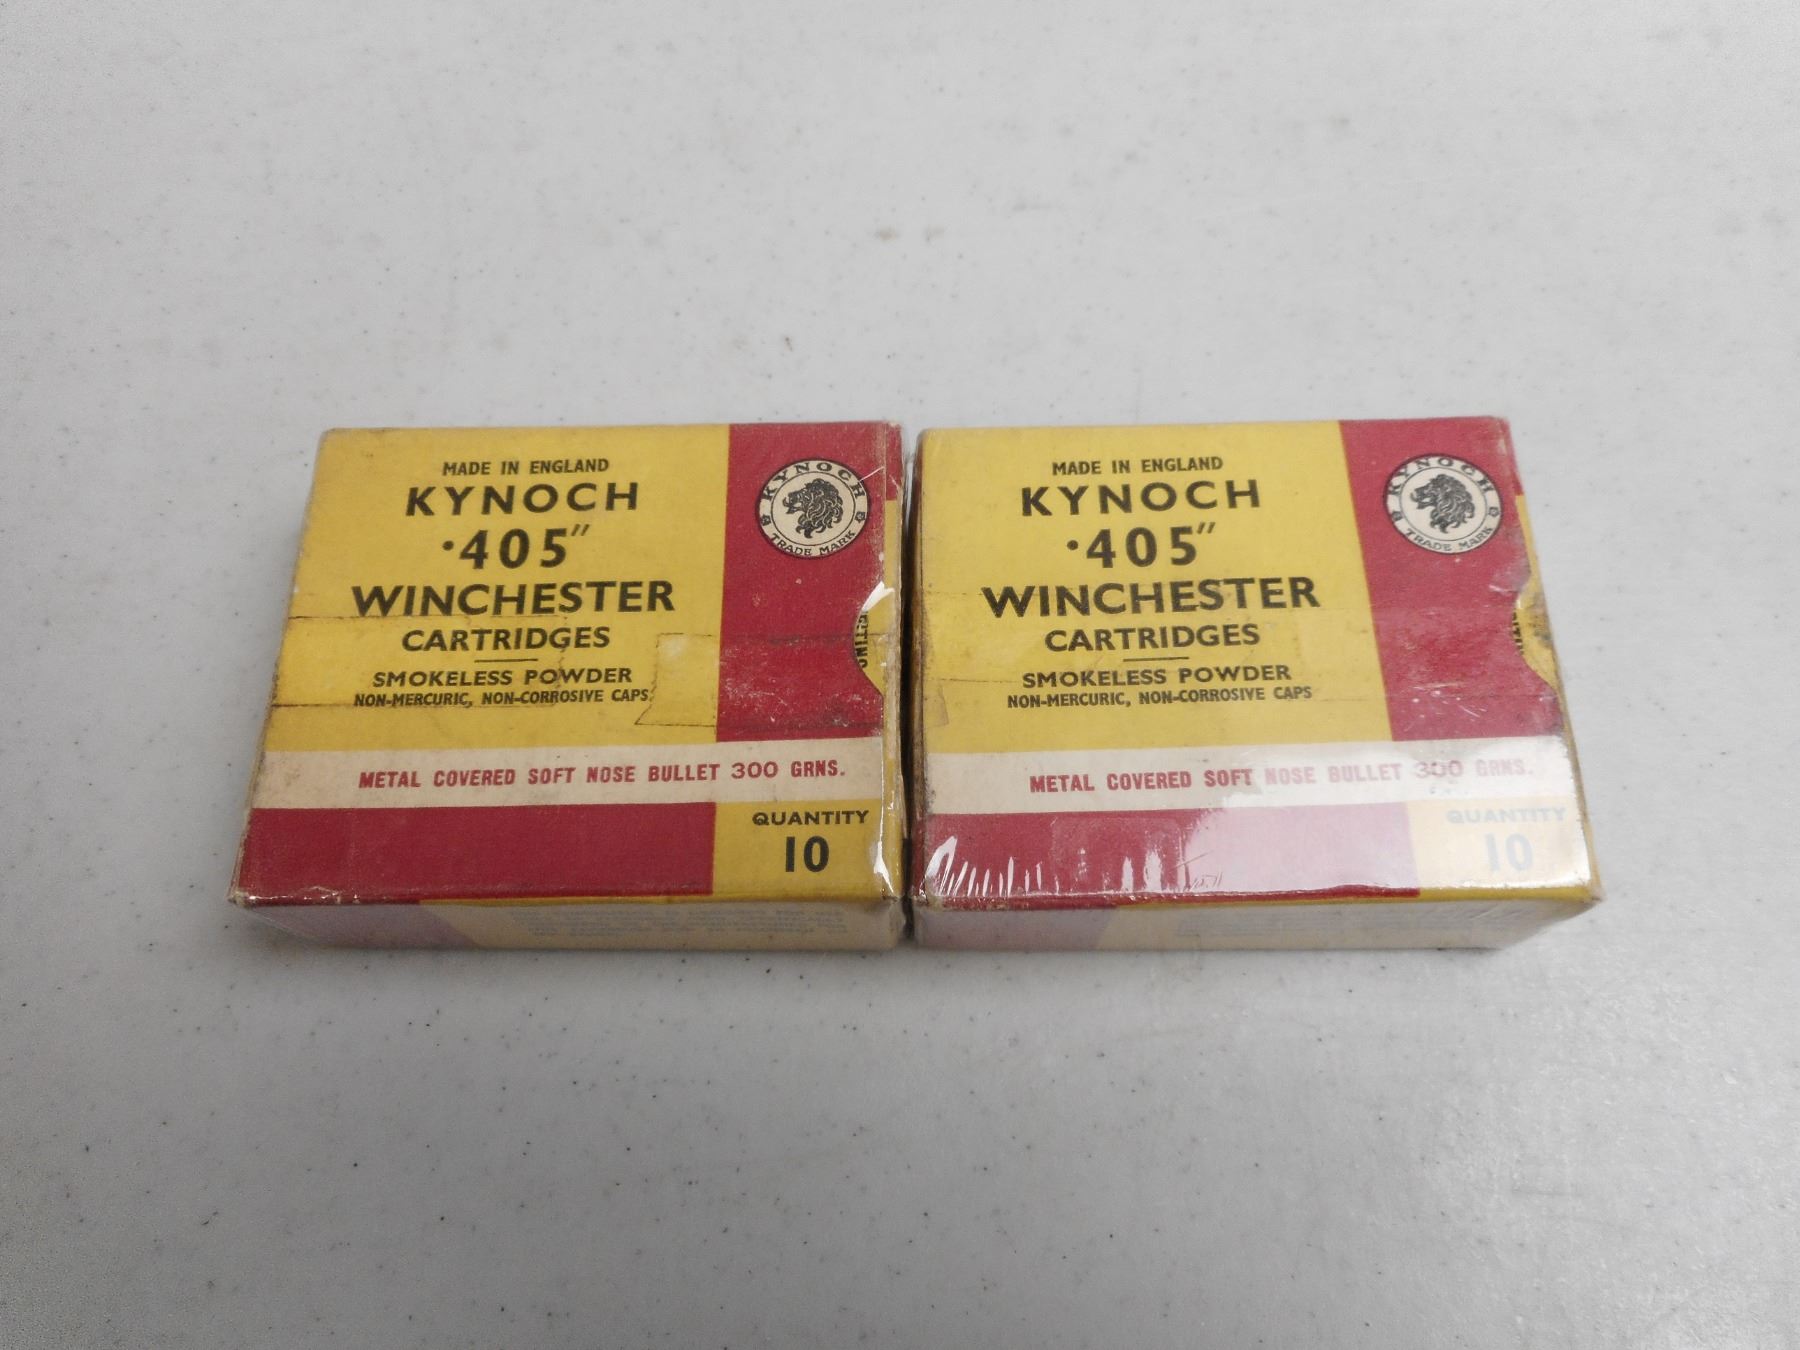 MADE IN ENGLAND
KYNOCH
·405"
WINCHESTER
CARTRIDGES
SMOKELESS POWDER
NON-MERCURIC, NON-CORROSIVE CAPS
KYNOCH
TRADE MARK
METAL COVERED SOFT NOSE BULLET 300 GRNS.
QUANTITY
10
MADE IN ENGLAND
KYNOCH
·405"
WINCHESTER
CARTRIDGES
SMOKELESS POWDER
NON-MERCURIC, NON-CORROSIVE CAPS
KYNOCH
TRADE MARK
METAL COVERED SOFT NOSE BULLET 300 GRNS.
QUANTITY
10